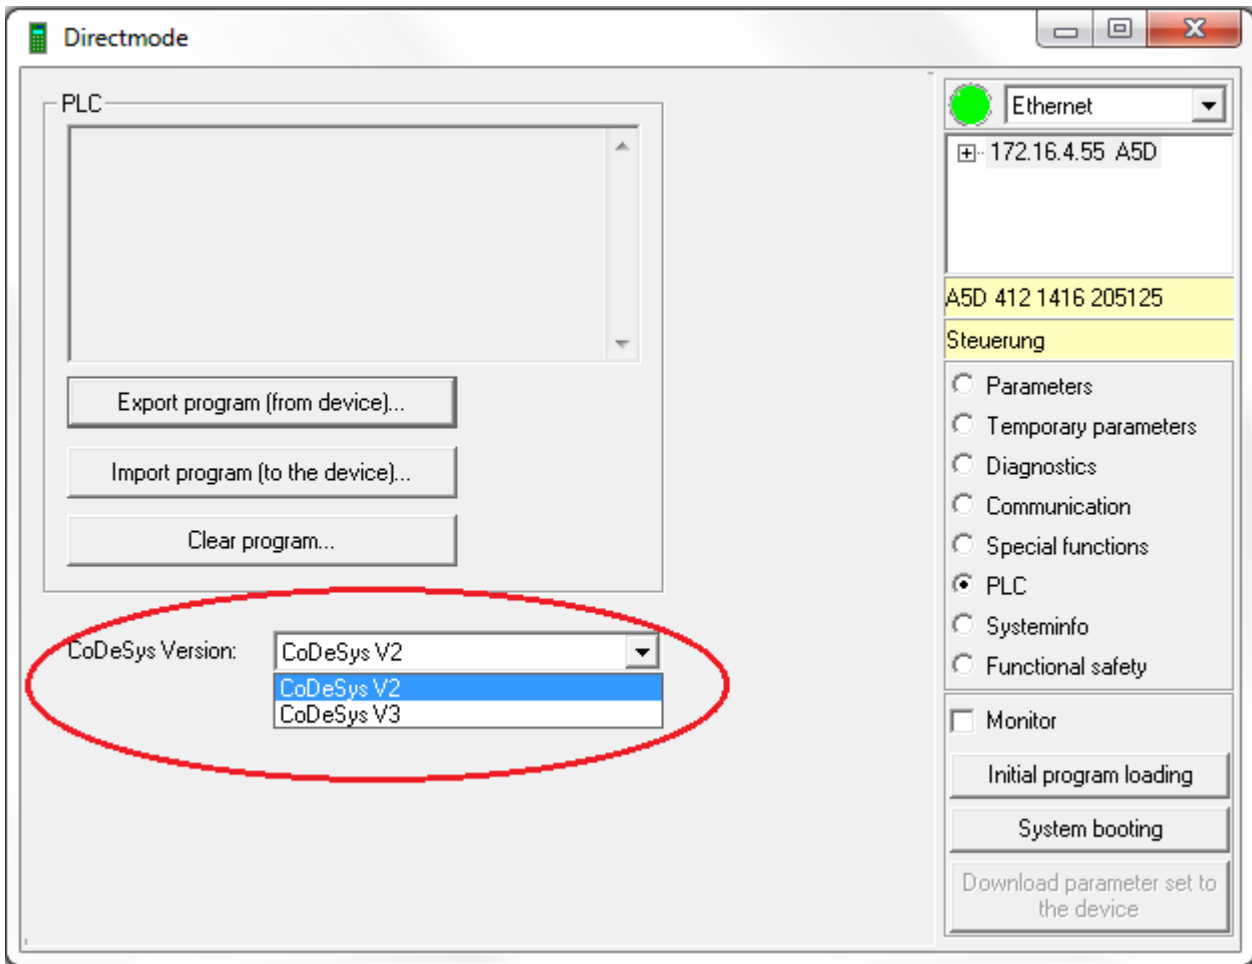 Directmode
PLC
Export program (from device)...
Import program (to the device)...
Clear program...
CoDeSys Version:
CoDeSys V2
CoDeSys V2
CoDeSys V3
Ethernet
172.16.4.55 A5D
A5D 412 1416 205125
Steuerung
Parameters
Temporary parameters
Diagnostics
Communication
Special functions
PLC
Systeminfo
Functional safety
Monitor
Initial program loading
System booting
Download parameter set to
the device